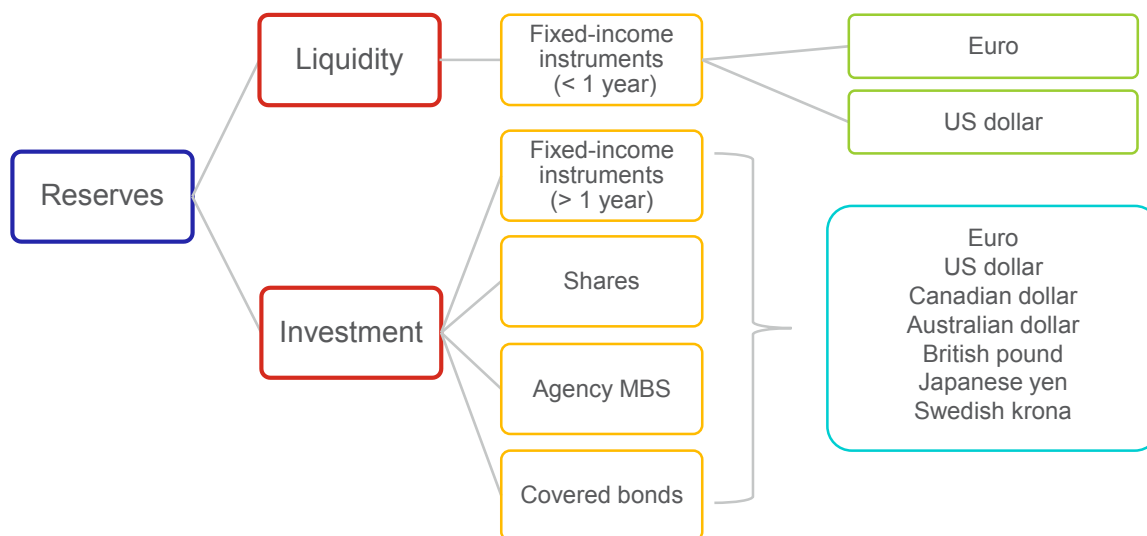 Reserves
Liquidity
Investment
Fixed-income
instruments
(< 1 year)
Fixed-income
instruments
(> 1 year)
Shares
Agency MBS
Covered bonds
Euro
US dollar
Euro
US dollar
Canadian dollar
Australian dollar
British pound
Japanese yen
Swedish krona